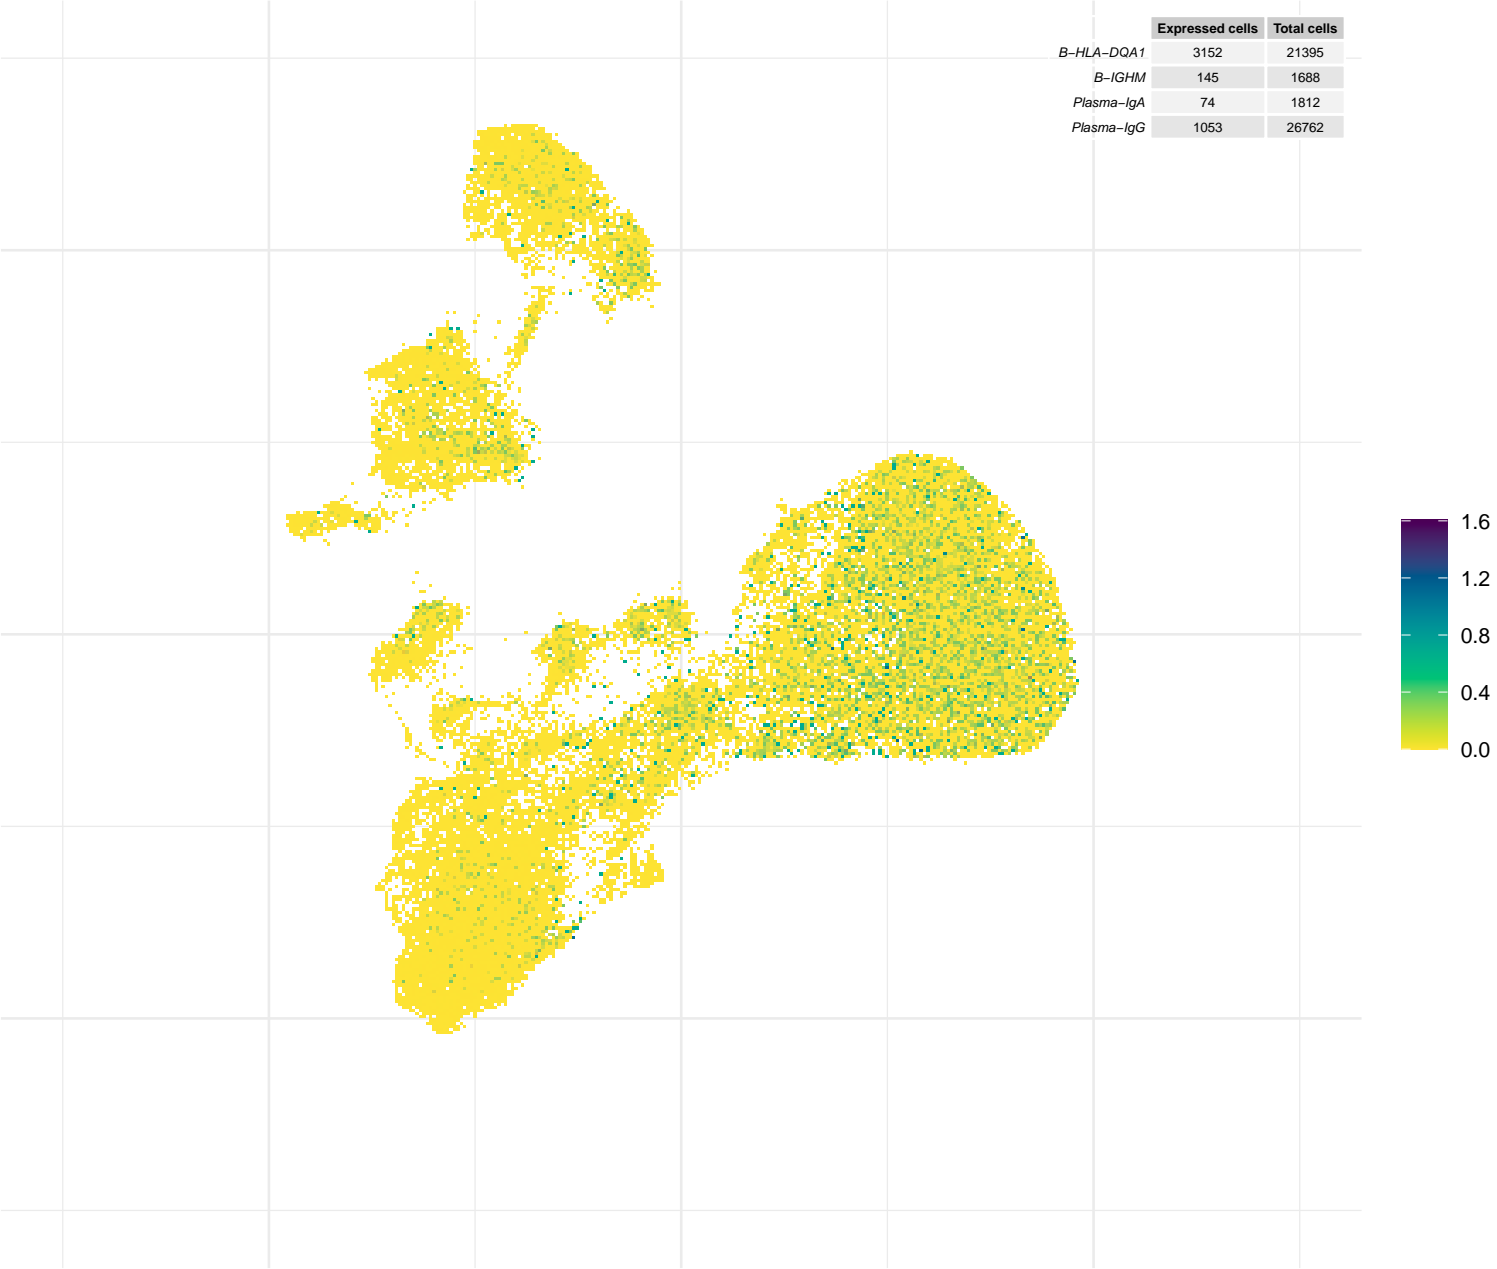 Expressed cells Total cells
B−HLA−DQA1 3152 21395
B−IGHM 145 1688
Plasma−IgA 74 1812
Plasma−IgG 1053 26762
1.6
1.2
0.8
0.4
0.0